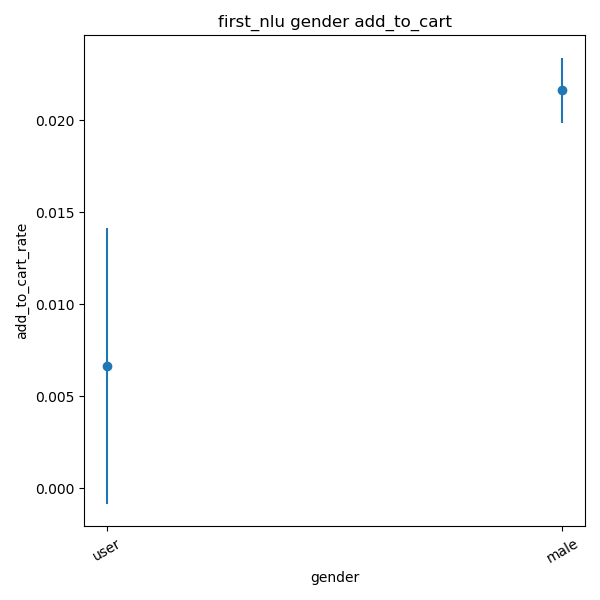 first_nlu gender add_to_cart
add_to_cart_rate
0.020
0.015
0.010
0.005
0.000
user
male
gender